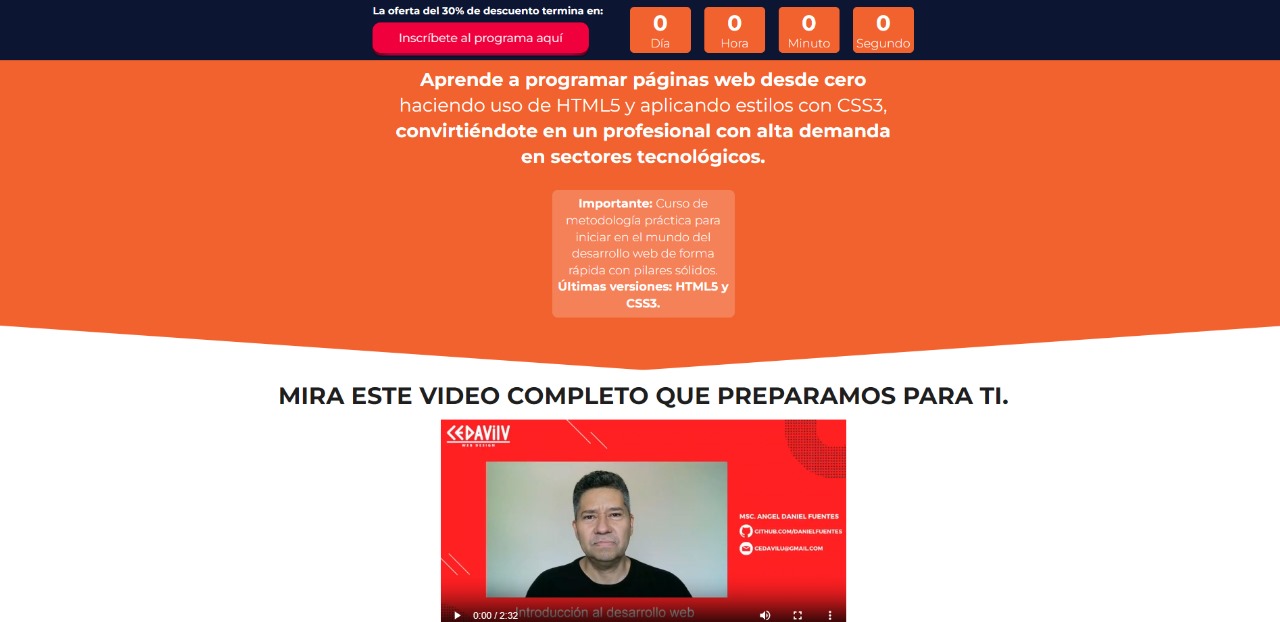 La oferta del 30% de descuento termina en:
Inscríbete al programa aquí
0 0 0 0
Día Hora Minuto Segundo
Aprende a programar páginas web desde cero
haciendo uso de HTML5 y aplicando estilos con CSS3,
convirtiéndote en un profesional con alta demanda
en sectores tecnológicos.
Importante: Curso de
metodología práctica para
iniciar en el mundo del
desarrollo web de forma
rápida con pilares sólidos.
Últimas versiones: HTML5 y
CSS3.
MIRA ESTE VIDEO COMPLETO QUE PREPARAMOS PARA TI.
CEDAVILV
WEB DESIGN
MSC. ANGEL DANIEL FUENTES
GITHUB.COM/DANIELFUENTES
CEDAVILU@GMAIL.COM
Introducción al desarrollo web
0:00 / 2:32